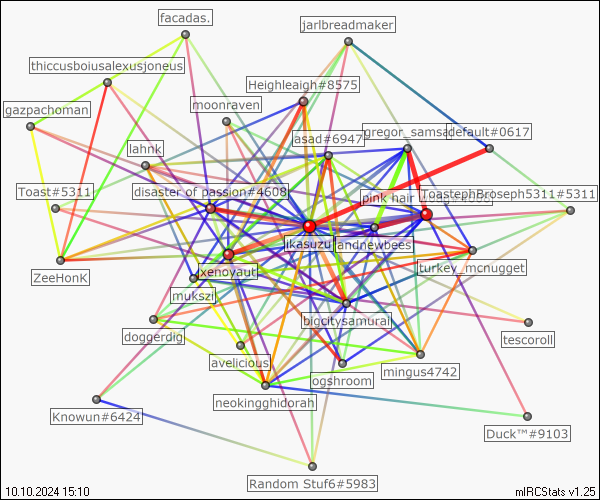 facadas.
jarlbreadmaker
thiccusboiusalexusjoneus
Heighleaigh#8575
gazpachoman
moonraven
asad#6947
gregor_samsa
default#0617
lahnk
Toast#5311
disaster of passion#4608
pink nair
ToastephBroseph5311#5311
ikasuzu
landnewbees
ZeeHonK
xenoyaut
turkey_mcnugget
mukszi
bigcitysamurai
doggerdig
tescoroll
avelicious
ogshroom
mingus4742
neokingghidorah
Knowun#6424
Duck™#9103
Random Stuf6#5983
10.10.2024 15:10
mIRCStats v1.25